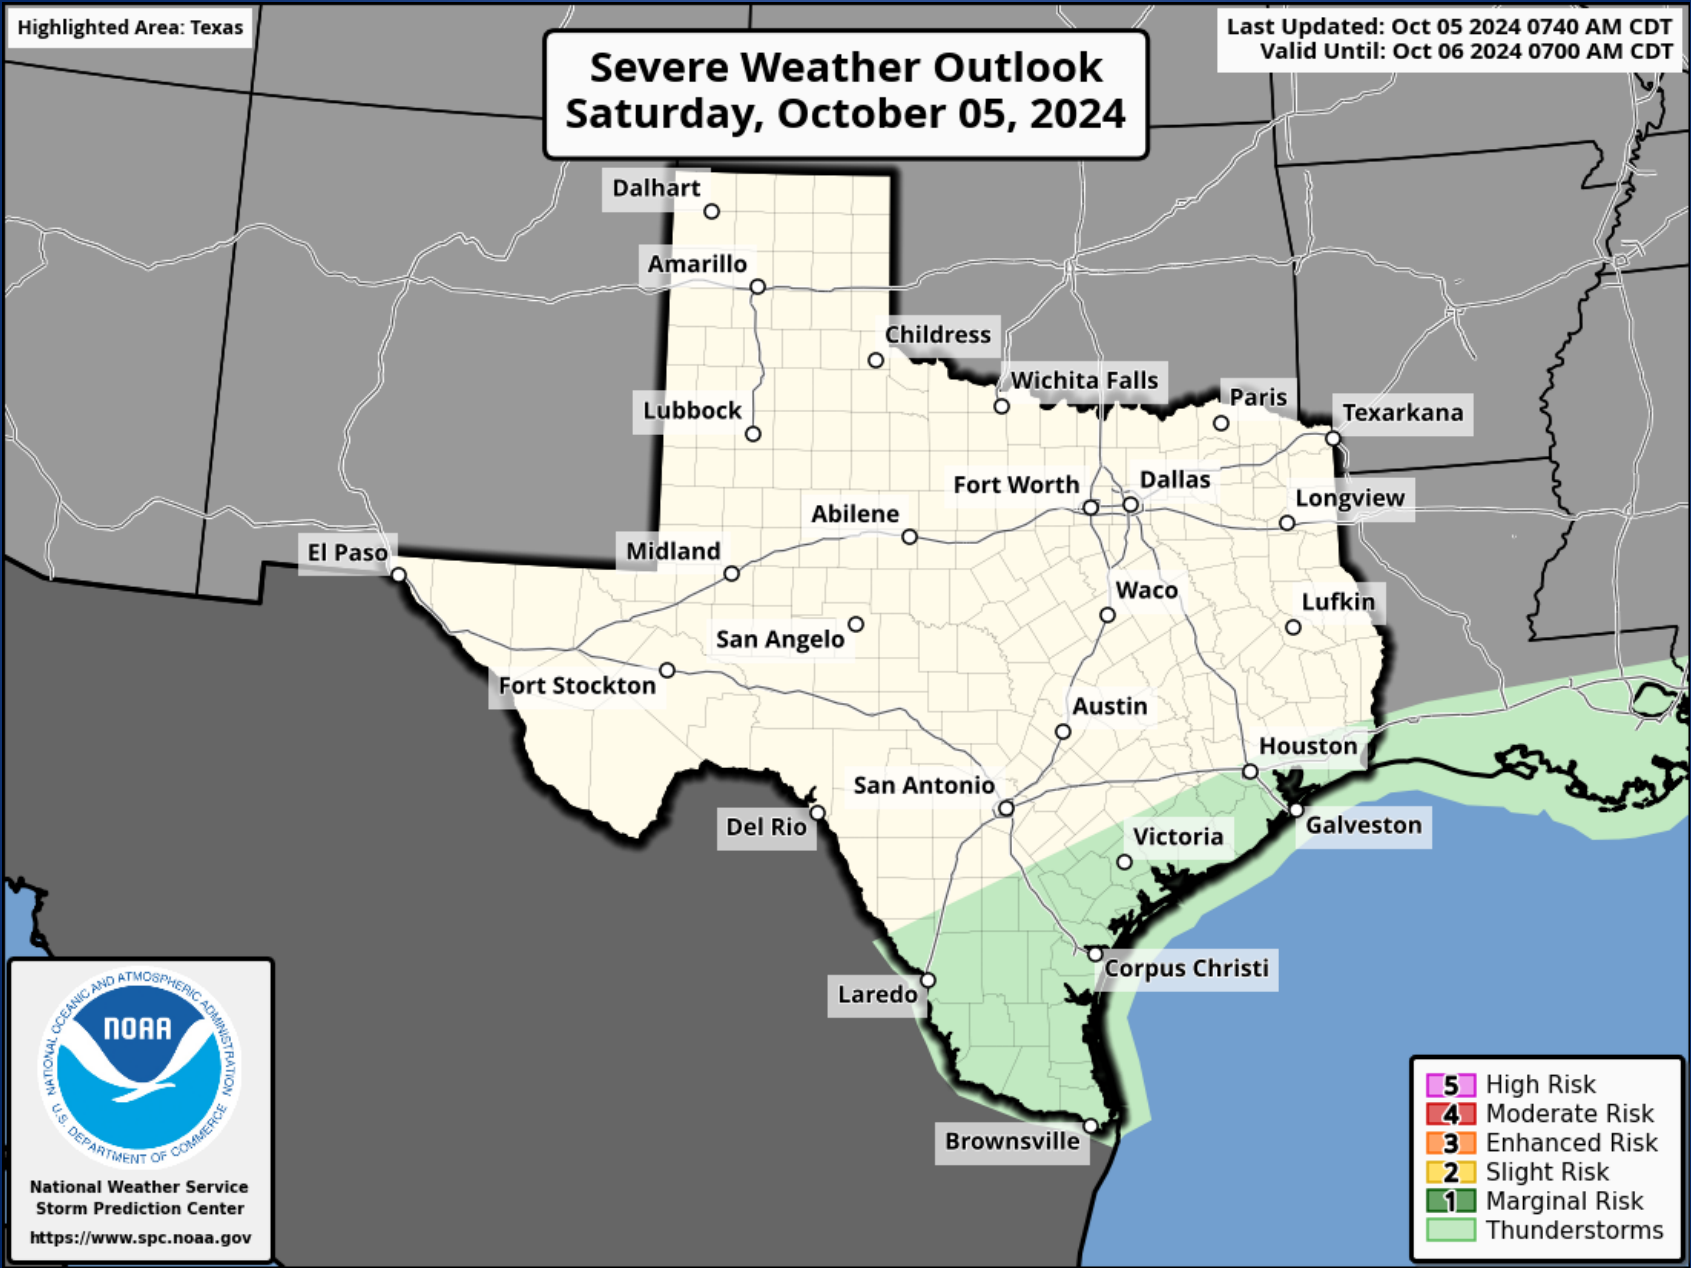 Highlighted Area: Texas
Severe Weather Outlook
Saturday, October 05, 2024
Last Updated: Oct 05 2024 0740 AM CDT
Valid Until: Oct 06 2024 0700 AM CDT
Dalhart
Amarillo
Childress
Wichita Falls
Paris
Lubbock
Texarkana
Fort Worth
Dallas
Longview
Abilene
El Paso
Midland
Waco
Lufkin
San Angelo
Fort Stockton
Austin
Houston
San Antonio
Del Rio
Galveston
Victoria
Corpus Christi
Laredo
Brownsville
NATIONAL OCEANIC AND ATMOSPHERIC ADMINISTRATION
NOAA
U.S. DEPARTMENT OF COMMERCE
National Weather Service
Storm Prediction Center
https://www.spc.noaa.gov
5 High Risk
4 Moderate Risk
3 Enhanced Risk
2 Slight Risk
1 Marginal Risk
Thunderstorms